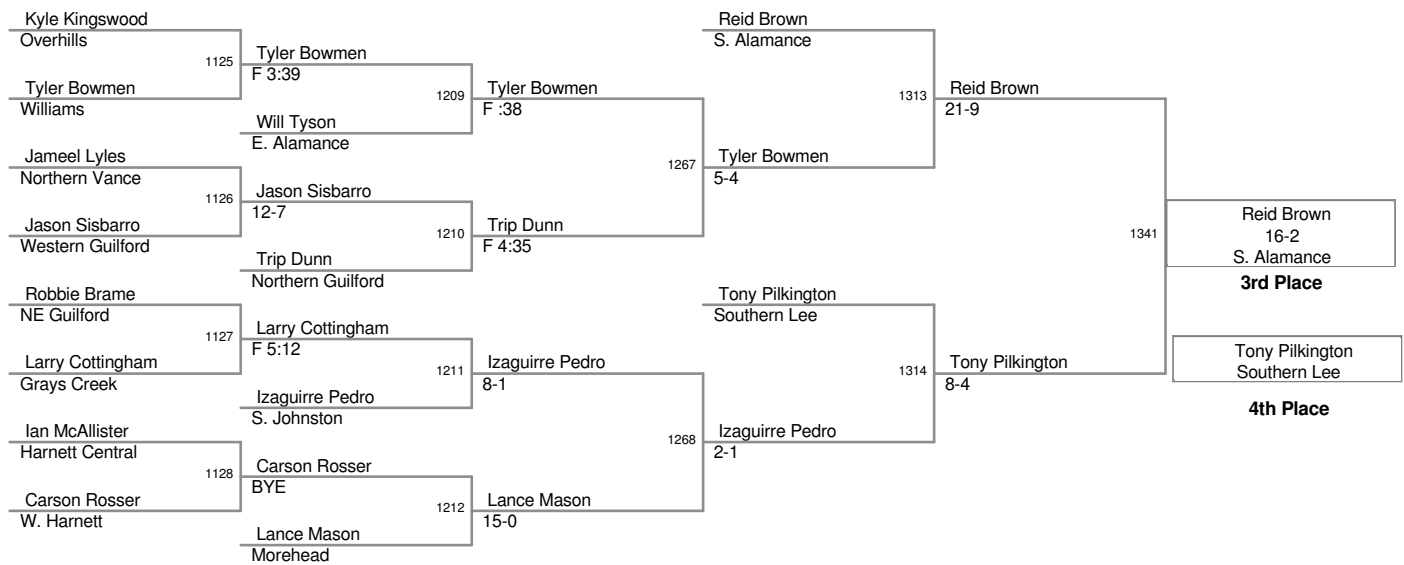 Kyle Kingswood
Overhills
1125
Tyler Bowmen
Williams
Jameel Lyles
Northern Vance
1126
Jason Sisbarro
Western Guilford
Robbie Brame
NE Guilford
1127
Larry Cottingham
Grays Creek
Ian McAllister
Harnett Central
1128
Carson Rosser
W. Harnett
Tyler Bowmen
F 3:39
1209
Will Tyson
E. Alamance
Jason Sisbarro
12-7
1210
Trip Dunn
Northern Guilford
Larry Cottingham
F 5:12
1211
Izaguirre Pedro
S. Johnston
Carson Rosser
BYE
1212
Lance Mason
Morehead
Tyler Bowmen
F :38
1267
Trip Dunn
F 4:35
Izaguirre Pedro
8-1
1268
Lance Mason
15-0
Reid Brown
S. Alamance
1313
Tyler Bowmen
5-4
Tony Pilkington
Southern Lee
1314
Izaguirre Pedro
2-1
Reid Brown
21-9
1341
Tony Pilkington
8-4
Reid Brown
16-2
S. Alamance
3rd Place
Tony Pilkington
Southern Lee
4th Place